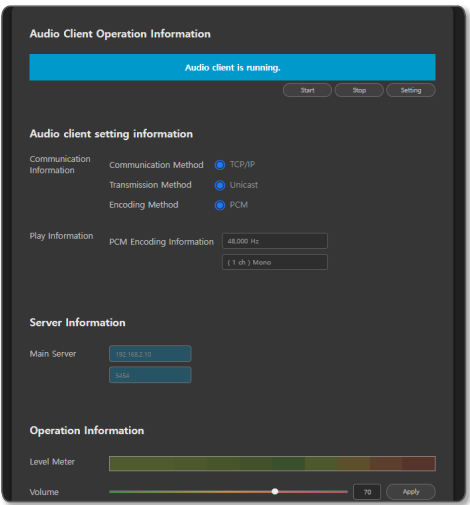 Audio Client Operation Information
Audio client is running.
Start Stop Setting
Audio client setting information
Communication Information
Communication Method TCP/IP
Transmission Method Unicast
Encoding Method PCM
Play Information
PCM Encoding Information 48,000 Hz
( 1 ch ) Mono
Server Information
Main Server 192.168.2.10
5454
Operation Information
Level Meter
Volume 70 Apply